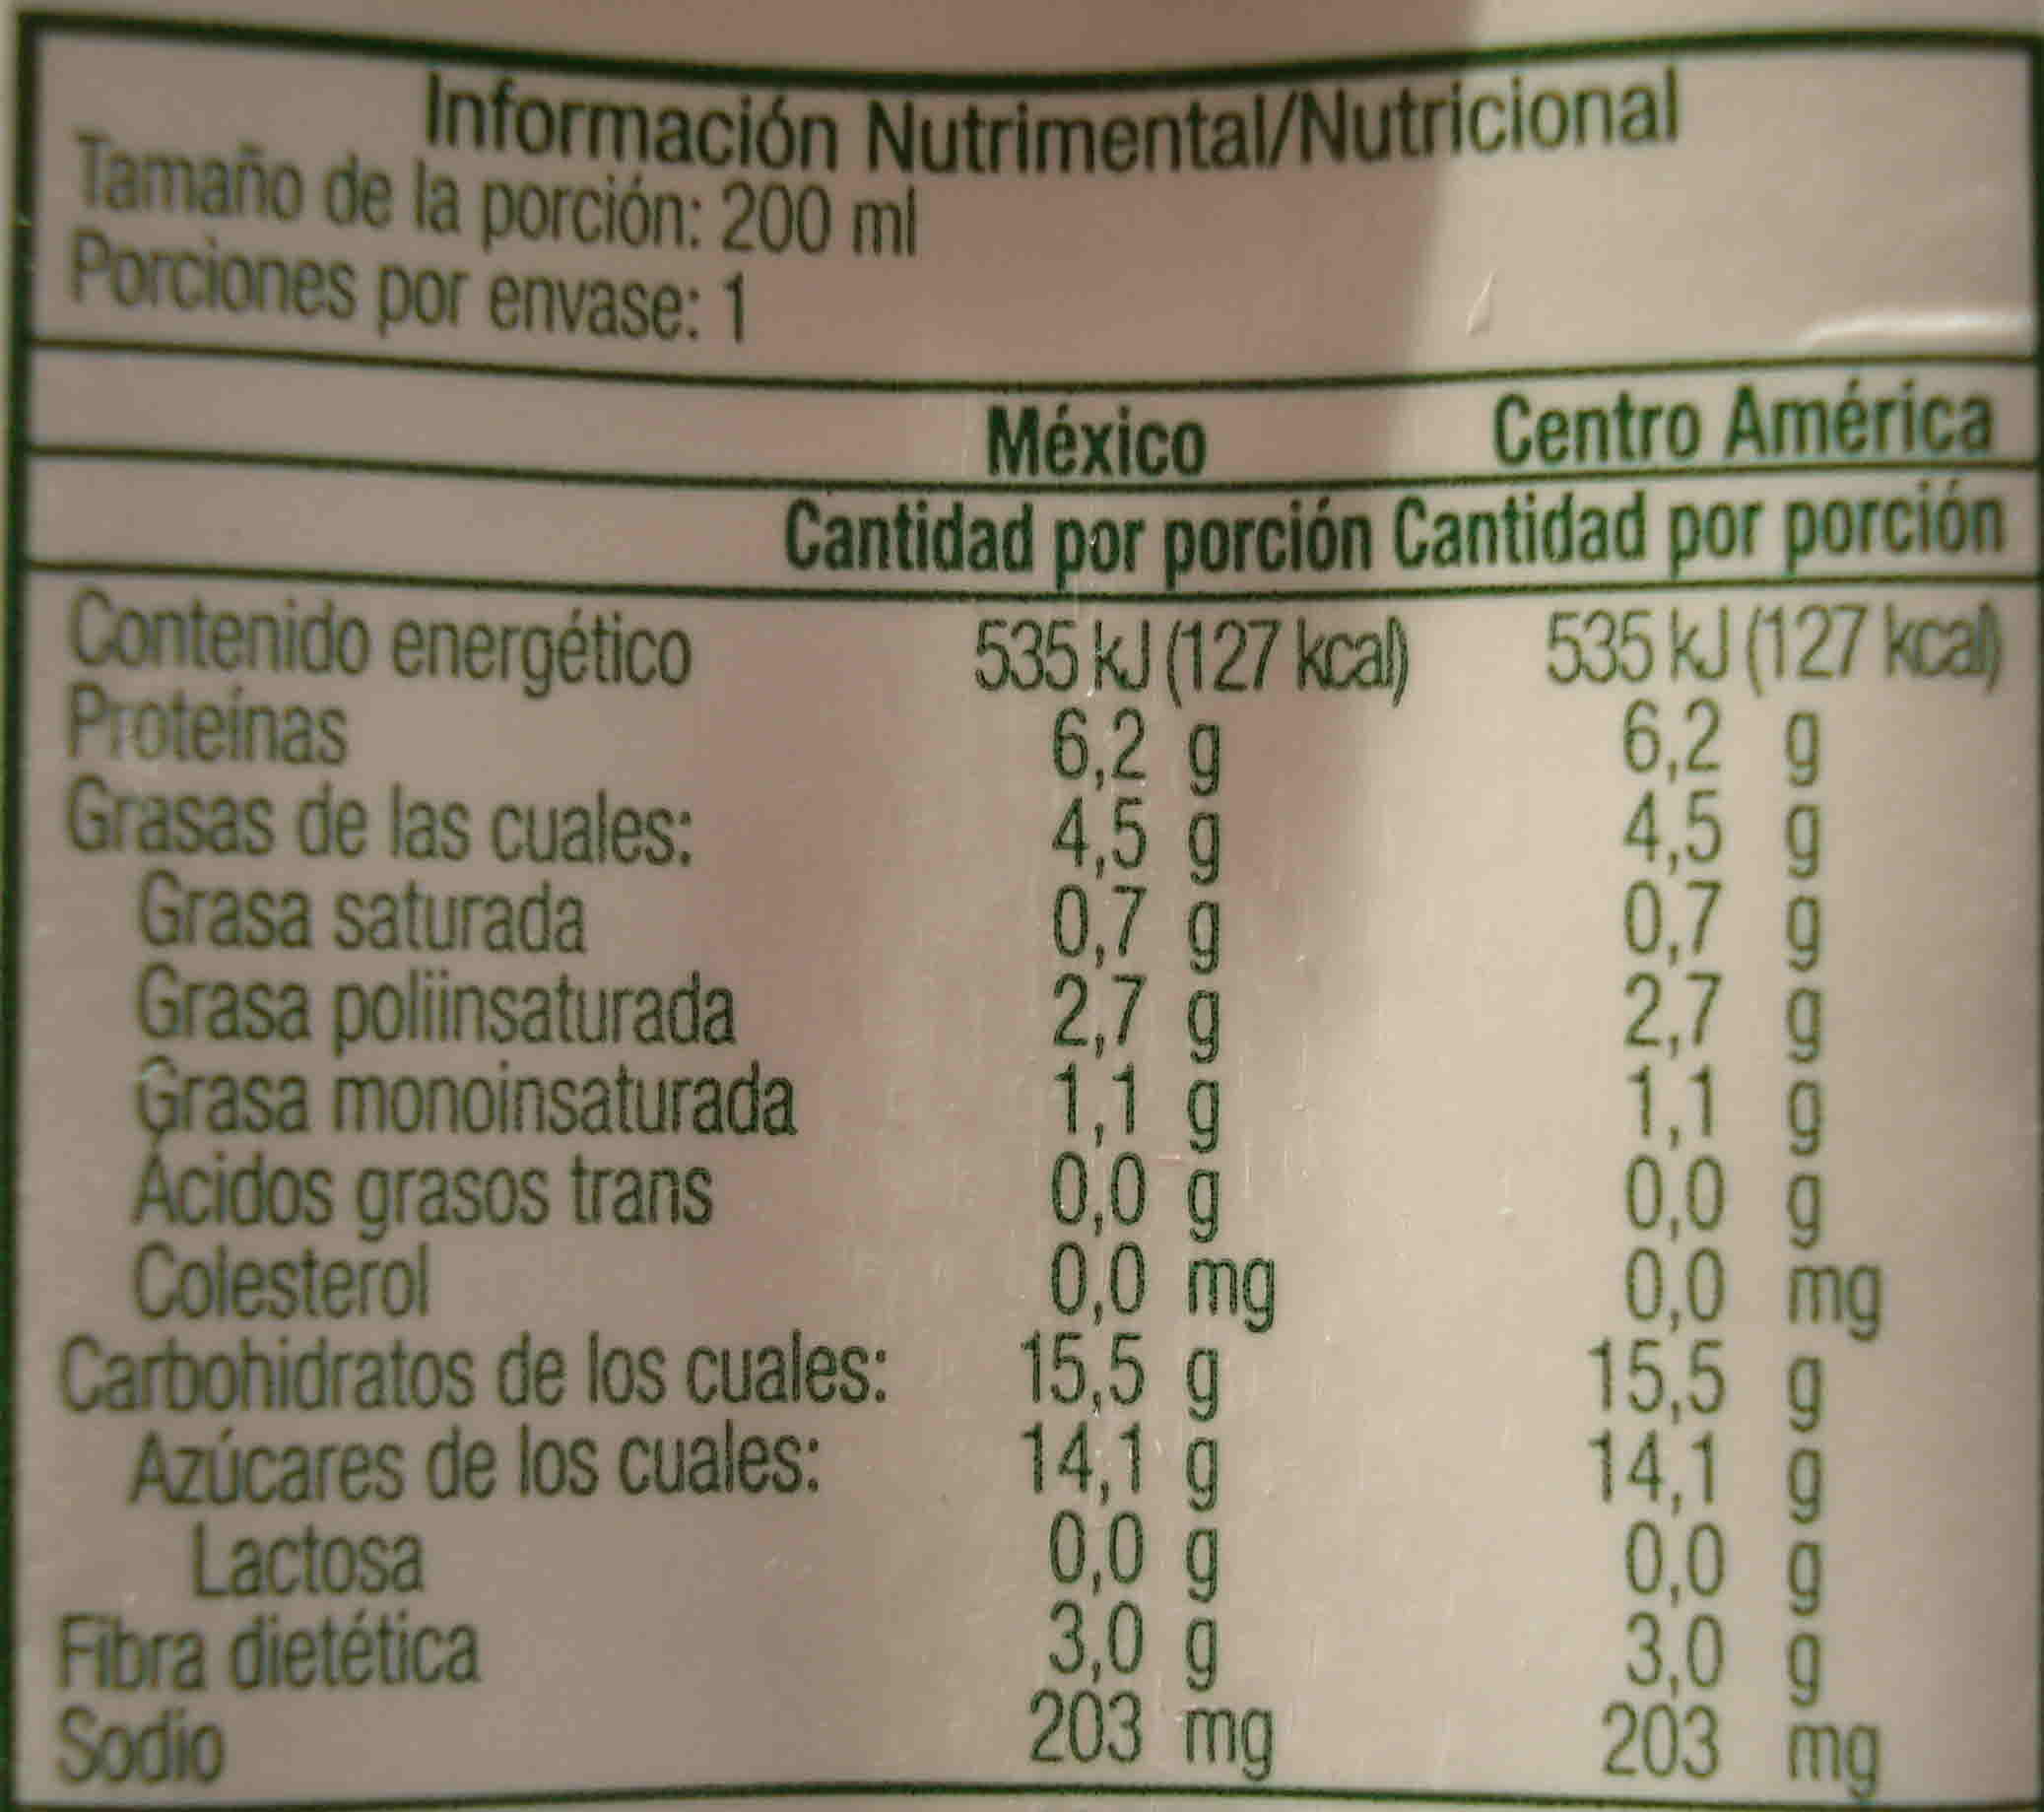 Información Nutrimental/Nutricional
Tamaño de la porción: 200 ml
Porciones por envase: 1
México Centro América
Cantidad por porción Cantidad por porción
Contenido energético 535 kJ (127 kcal) 535 kJ (127 kcal)
Proteínas 6,2 g 6,2 g
Grasas de las cuales: 4,5 g 4,5 g
Grasa saturada 0,7 g 0,7 g
Grasa poliinsaturada 2,7 g 2,7 g
Grasa monoinsaturada 1,1 g 1,1 g
Ácidos grasos trans 0,0 g 0,0 g
Colesterol 0,0 mg 0,0 mg
Carbohidratos de los cuales: 15,5 g 15,5 g
Azúcares de los cuales: 14,1 g 14,1 g
Lactosa 0,0 g 0,0 g
Fibra dietética 3,0 g 3,0 g
Sodio 203 mg 203 mg